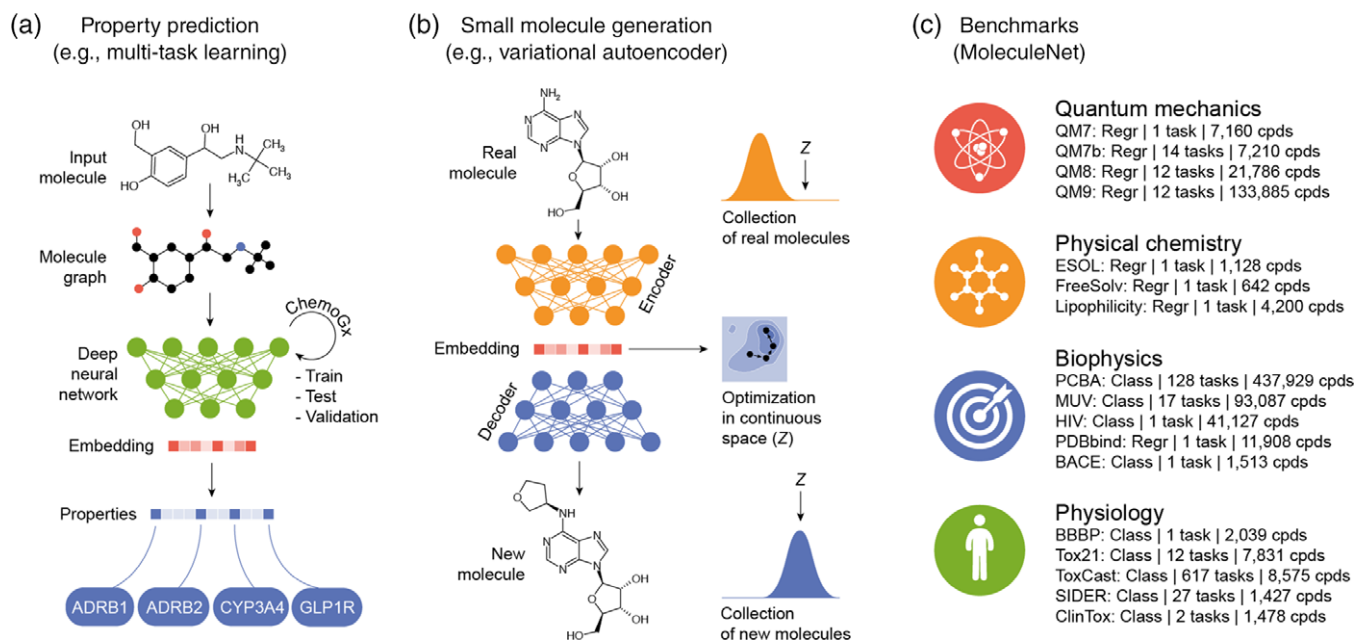 (a)
Property prediction
(e.g., multi-task learning)
Input
molecule
OH
OH
H
N
CH₃
H₃C
CH₃
HO
Molecule
graph
ChemoGx
Deep
neural
network
- Train
- Test
- Validation
Embedding
Properties
ADRB1
ADRB2
CYP3A4
GLP1R
(b)
Small molecule generation
(e.g., variational autoencoder)
Real
molecule
NH₂
N
N
N
N
O
OH
OH
HO
Z
Collection
of real molecules
Encoder
Embedding
Decoder
Optimization
in continuous
space (Z)
New
molecule
O
NH
N
N
N
N
O
OH
OH
HO
Z
Collection
of new molecules
(c)
Benchmarks
(MoleculeNet)
Quantum mechanics
QM7: Regr | 1 task | 7,160 cpds
QM7b: Regr | 14 tasks | 7,210 cpds
QM8: Regr | 12 tasks | 21,786 cpds
QM9: Regr | 12 tasks | 133,885 cpds
Physical chemistry
ESOL: Regr | 1 task | 1,128 cpds
FreeSolv: Regr | 1 task | 642 cpds
Lipophilicity: Regr | 1 task | 4,200 cpds
Biophysics
PCBA: Class | 128 tasks | 437,929 cpds
MUV: Class | 17 tasks | 93,087 cpds
HIV: Class | 1 task | 41,127 cpds
PDBbind: Regr | 1 task | 11,908 cpds
BACE: Class | 1 task | 1,513 cpds
Physiology
BBBP: Class | 1 task | 2,039 cpds
Tox21: Class | 12 tasks | 7,831 cpds
ToxCast: Class | 617 tasks | 8,575 cpds
SIDER: Class | 27 tasks | 1,427 cpds
ClinTox: Class | 2 tasks | 1,478 cpds